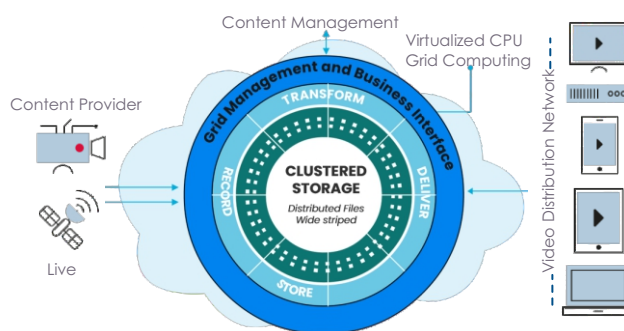 Content Management
Virtualized CPU
Grid Computing
Content Provider
Grid Management and Business Interface
TRANSFORM
RECORD
CLUSTERED
STORAGE
Distributed Files
Wide striped
DELIVER
STORE
Live
Video Distribution Network